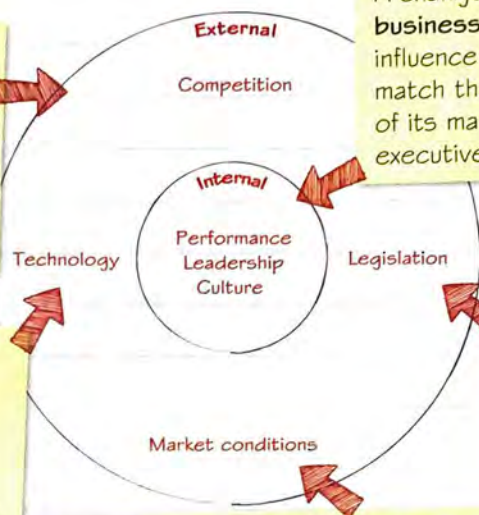 External
Competition
Internal
Performance
Leadership
Culture
Technology
Legislation
Market conditions
business
influence
match th
of its ma
executive